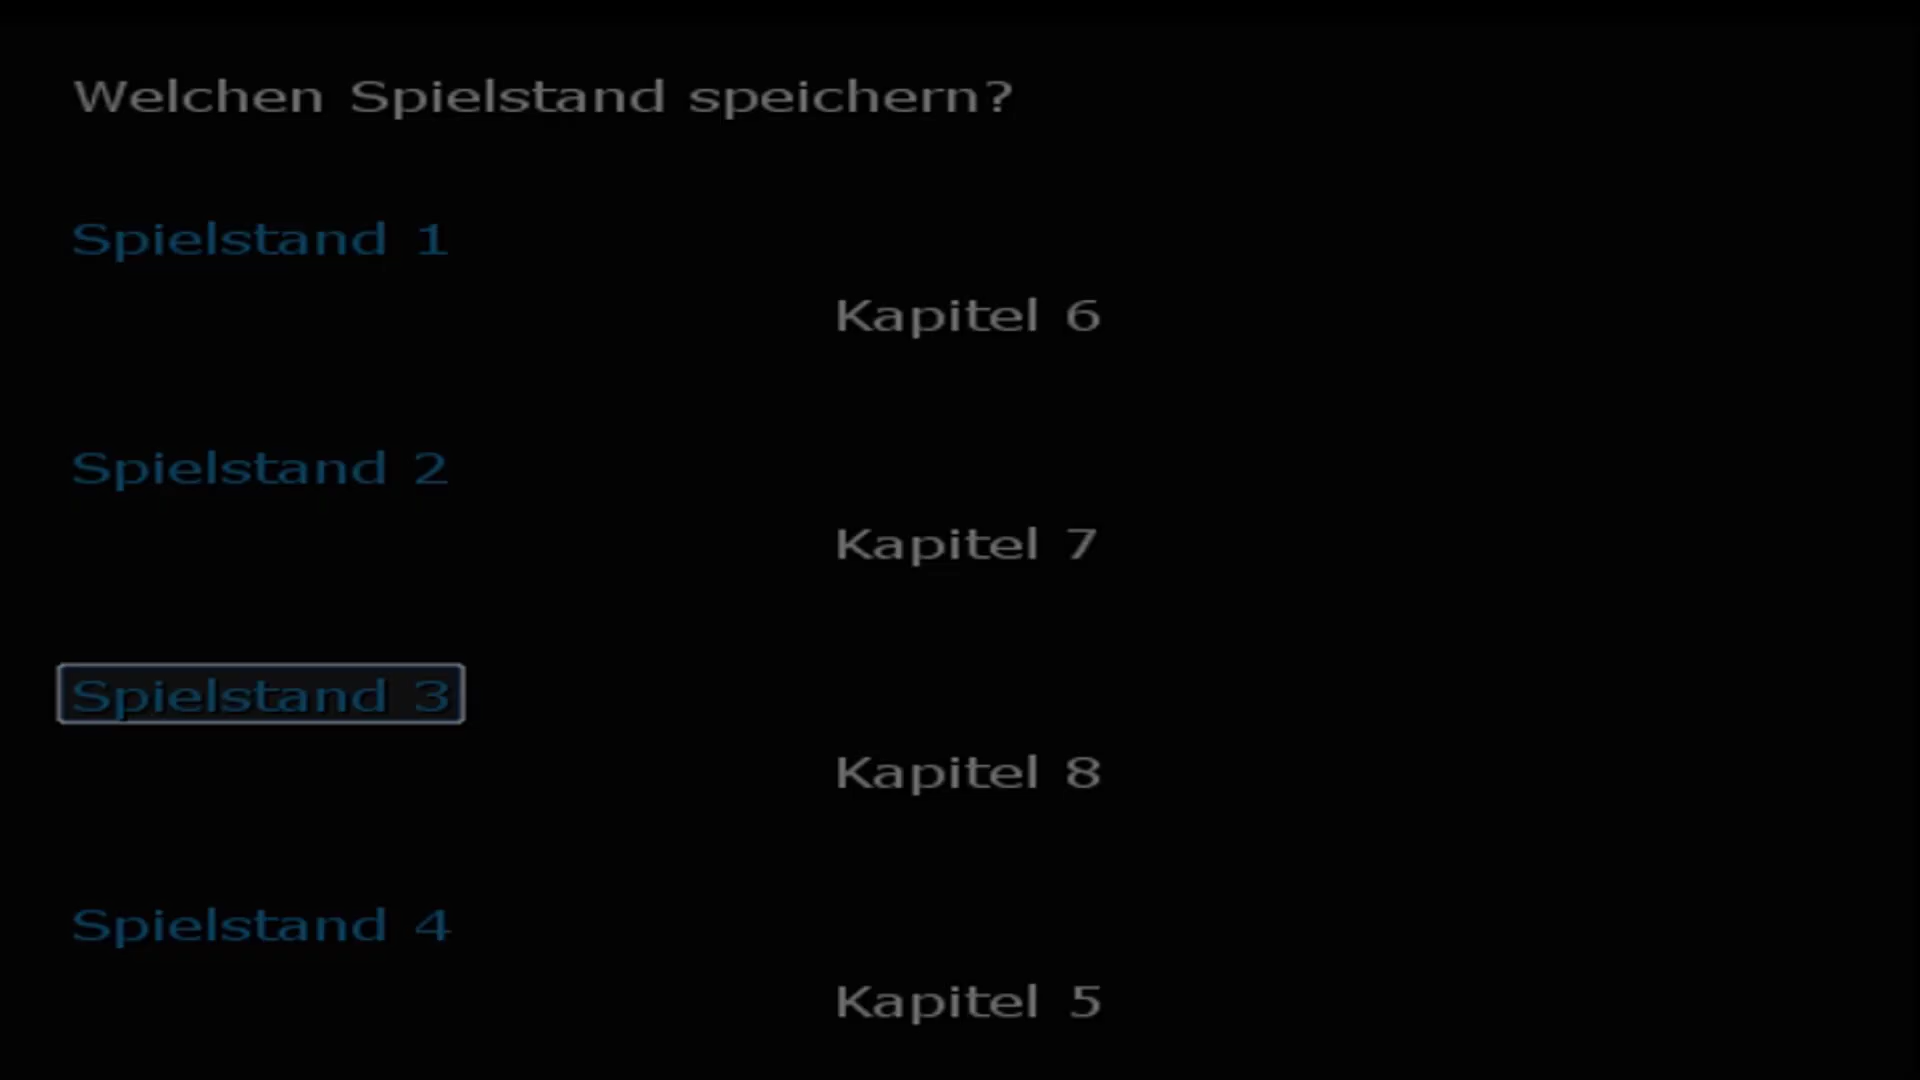 Welchen Spielstand speichern?
Spielstand 1
Kapitel 6
Spielstand 2
Kapitel 7
Spielstand 3
Kapitel 8
Spielstand 4
Kapitel 5